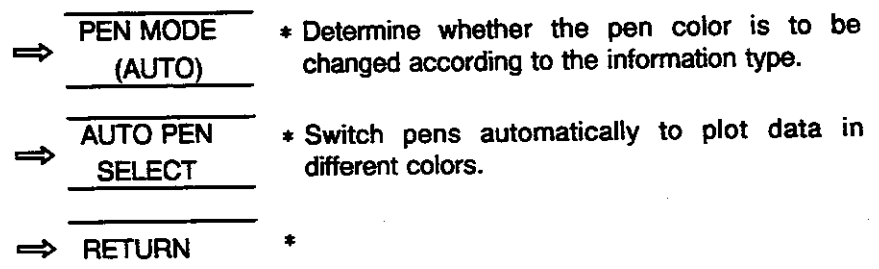 ⇒ PEN MODE (AUTO) * Determine whether the pen color is to be
changed according to the information type.
⇒ AUTO PEN SELECT * Switch pens automatically to plot data in
different colors.
⇒ RETURN *